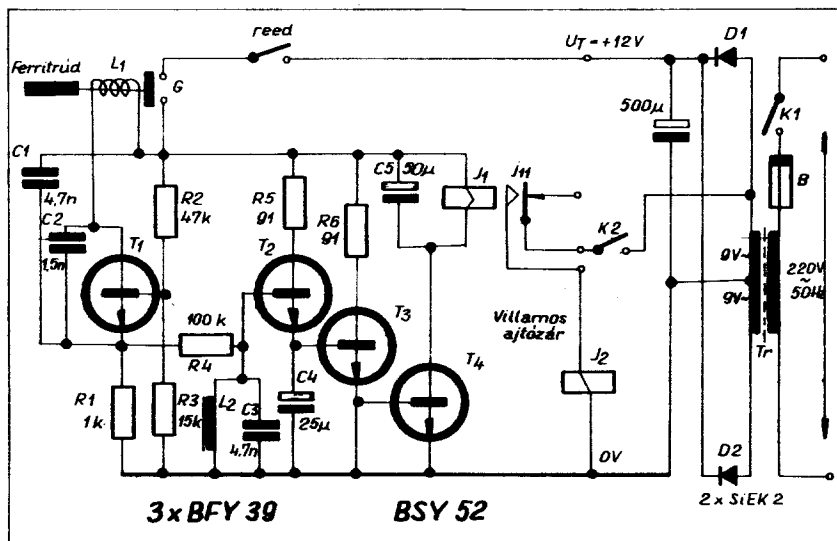 reed
U_T = +12V
D1
Ferritrúd
L1
G
500µ
K1
C1
4,7n
C2
1,5n
R2
47k
R5
91
R6
91
C5
50µ
J1
J11
B
K2
T1
T2
T3
T4
9V~
9V~
220V
~
50Hz
Tr
100 k
R4
Villamos
ajtózár
J2
R1
1k
R3
15k
L2
C3
4,7n
C4
25µ
0V
D2
2 x SiEK 2
3 x BFY 39
BSY 52